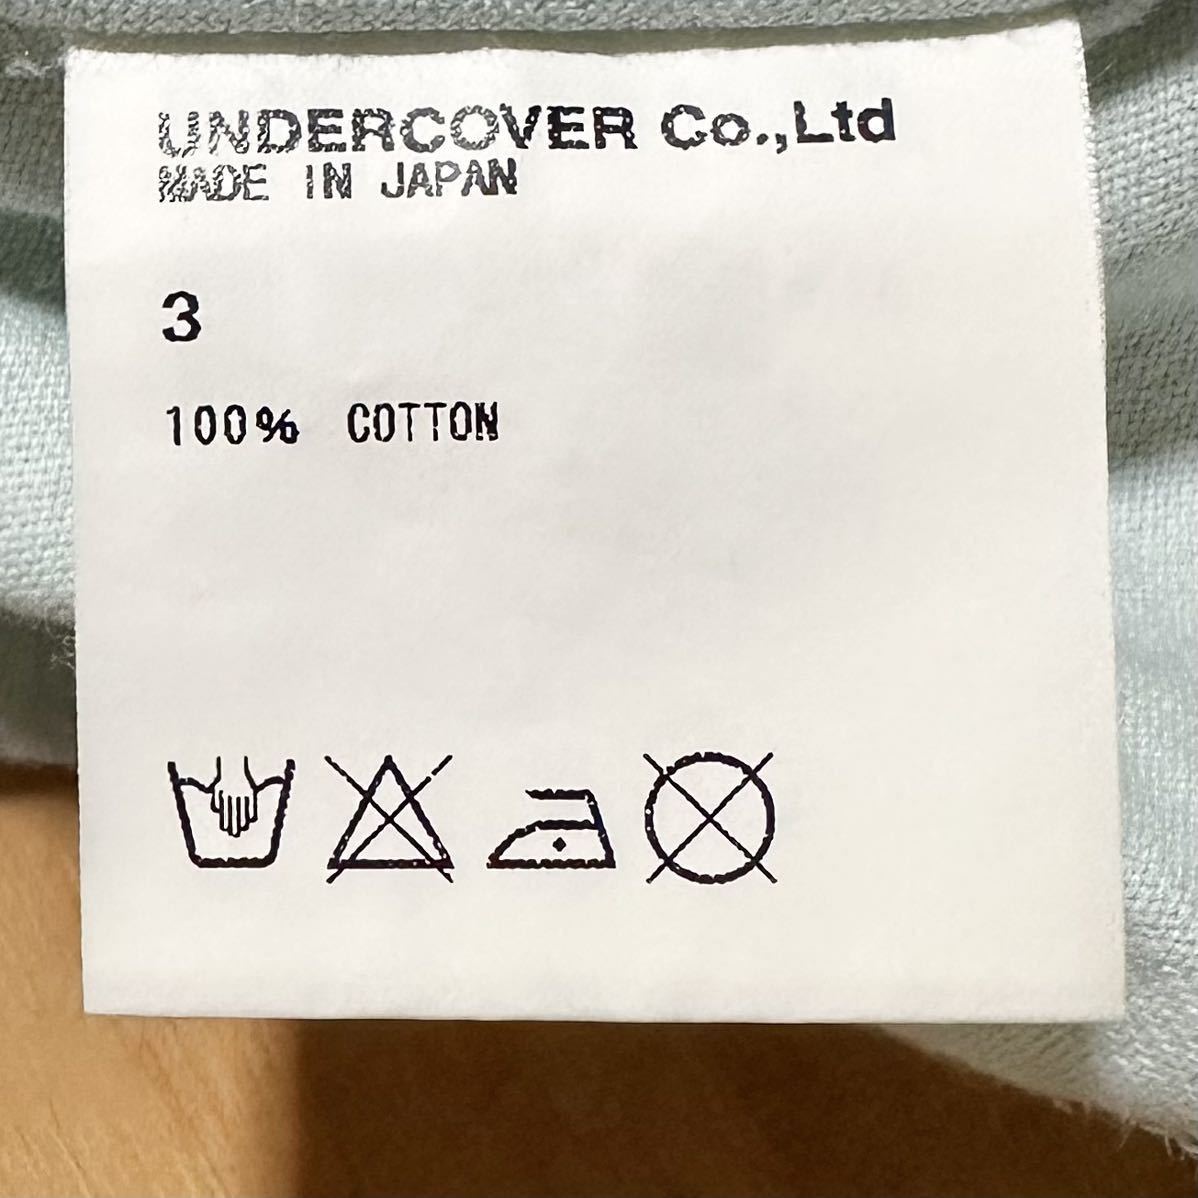 UNDERCOVER Co.,Ltd
MADE IN JAPAN
3
100% COTTON